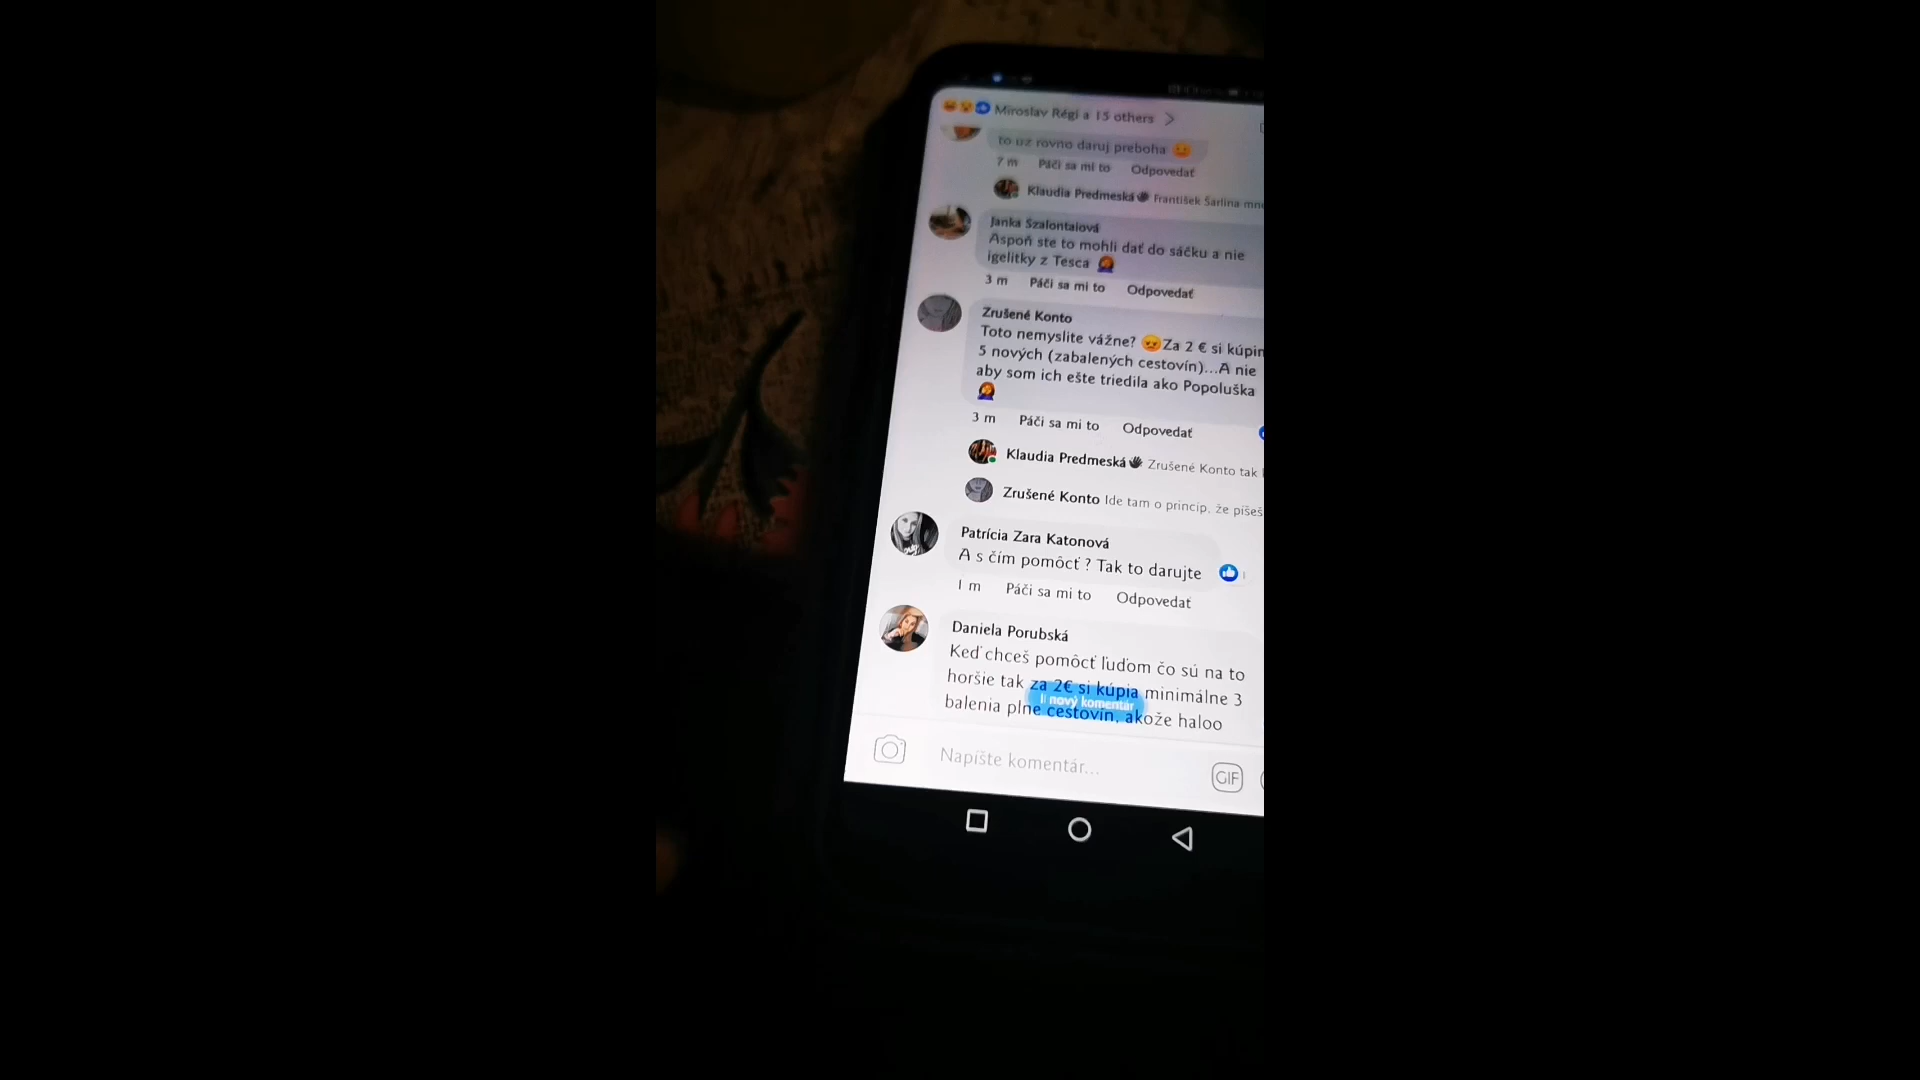 Miroslav Régi a 15 others
to uz rovno daruj preboha
7 m Páči sa mi to Odpovedať
Klaudia Predmeská František Šarlina mne
Janka Szalontaiová
Aspoň ste to mohli dať do sáčku a nie
igelitky z Tesca
3 m Páči sa mi to Odpovedať
Zrušené Konto
Toto nemyslite vážne? Za 2 € si kúpim
5 nových (zabalených cestovín)...A nie
aby som ich ešte triedila ako Popoluška
3 m Páči sa mi to Odpovedať
Klaudia Predmeská Zrušené Konto tak
Zrušené Konto Ide tam o princip, že píšeš
Patrícia Zara Katonová
A s čím pomôcť ? Tak to darujte
1 m Páči sa mi to Odpovedať
Daniela Porubská
Keď chceš pomôcť ľuďom čo sú na to
horšie tak za 2€ si kúpia minimálne 3
nový komentár
balenia plne cestovín, akože haloo
Napíšte komentár...
GIF